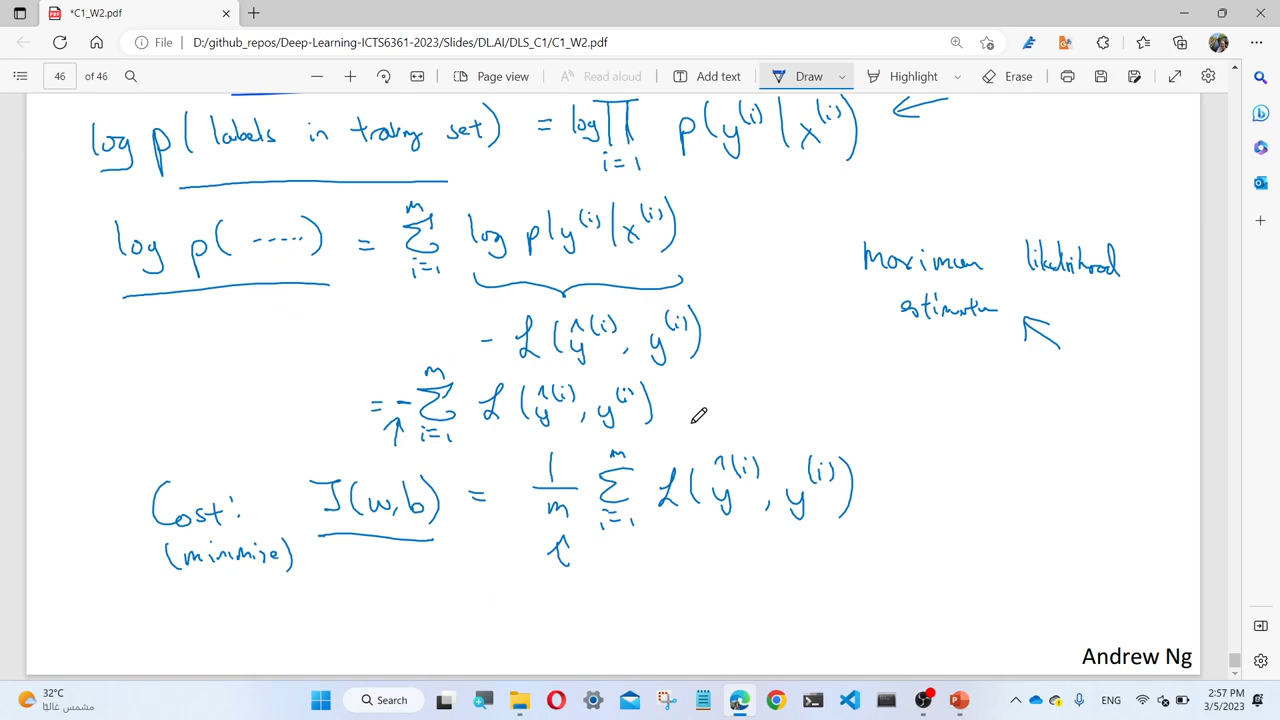 *C1_W2.pdf
File D:/github_repos/Deep-Learning-ICTS6361-2023/Slides/DL.AI/DLS_C1/C1_W2.pdf
46 of 46 Page view Read aloud Add text Draw Highlight Erase
log p(labels in training set) = log ∏ i=1 p(y^(i) | x^(i)) ←
log p(.....) = ∑ i=1 m log p(y^(i) | x^(i))
Maximum likelihood
estimation
- ℒ(ŷ^(i), y^(i))
= - ∑ i=1 m ℒ(ŷ^(i), y^(i))
Cost: J(w,b) = 1/m ∑ i=1 m ℒ(ŷ^(i), y^(i))
(minimize)
Andrew Ng
32°C
مشمس غالبًا
Search
ENG
2:57 PM
3/5/2023